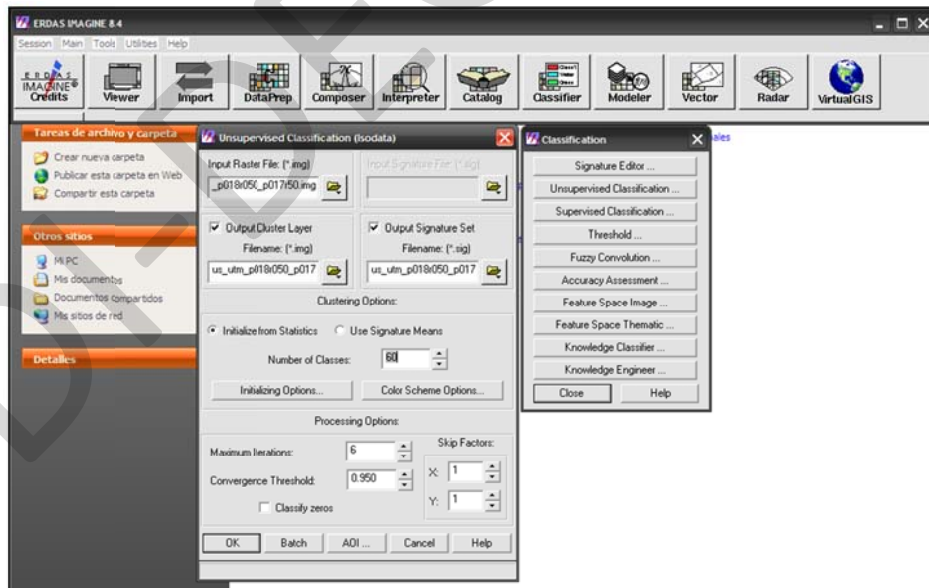 ERDAS IMAGINE 8.4
Session Main Tools Utilities Help
ERDAS IMAGINE® Credits
Viewer
Import
DataPrep
Composer
Interpreter
Catalog
Classifier
Modeler
Vector
Radar
VirtualGIS
Tareas de archivo y carpeta
Crear nueva carpeta
Publicar esta carpeta en Web
Compartir esta carpeta
Otros sitios
Mi PC
Mis documentos
Documentos compartidos
Mis sitios de red
Detalles
Unsupervised Classification (Isodata)
Input Raster File: (*.img)
Input Signature File: (*.sig)
_p018r050_p017r50.img
Output Cluster Layer
Output Signature Set
Filename: (*.img)
Filename: (*.sig)
us_utm_p018r050_p017
us_utm_p018r050_p017
Clustering Options:
Initialize from Statistics
Use Signature Means
Number of Classes: 60
Initializing Options...
Color Scheme Options...
Processing Options:
Maximum Iterations: 6
Skip Factors:
Convergence Threshold: 0.950
X: 1
Y: 1
Classify zeros
OK
Batch
AOI ...
Cancel
Help
Classification
Signature Editor ...
Unsupervised Classification ...
Supervised Classification ...
Threshold ...
Fuzzy Convolution ...
Accuracy Assessment ...
Feature Space Image ...
Feature Space Thematic ...
Knowledge Classifier ...
Knowledge Engineer ...
Close
Help